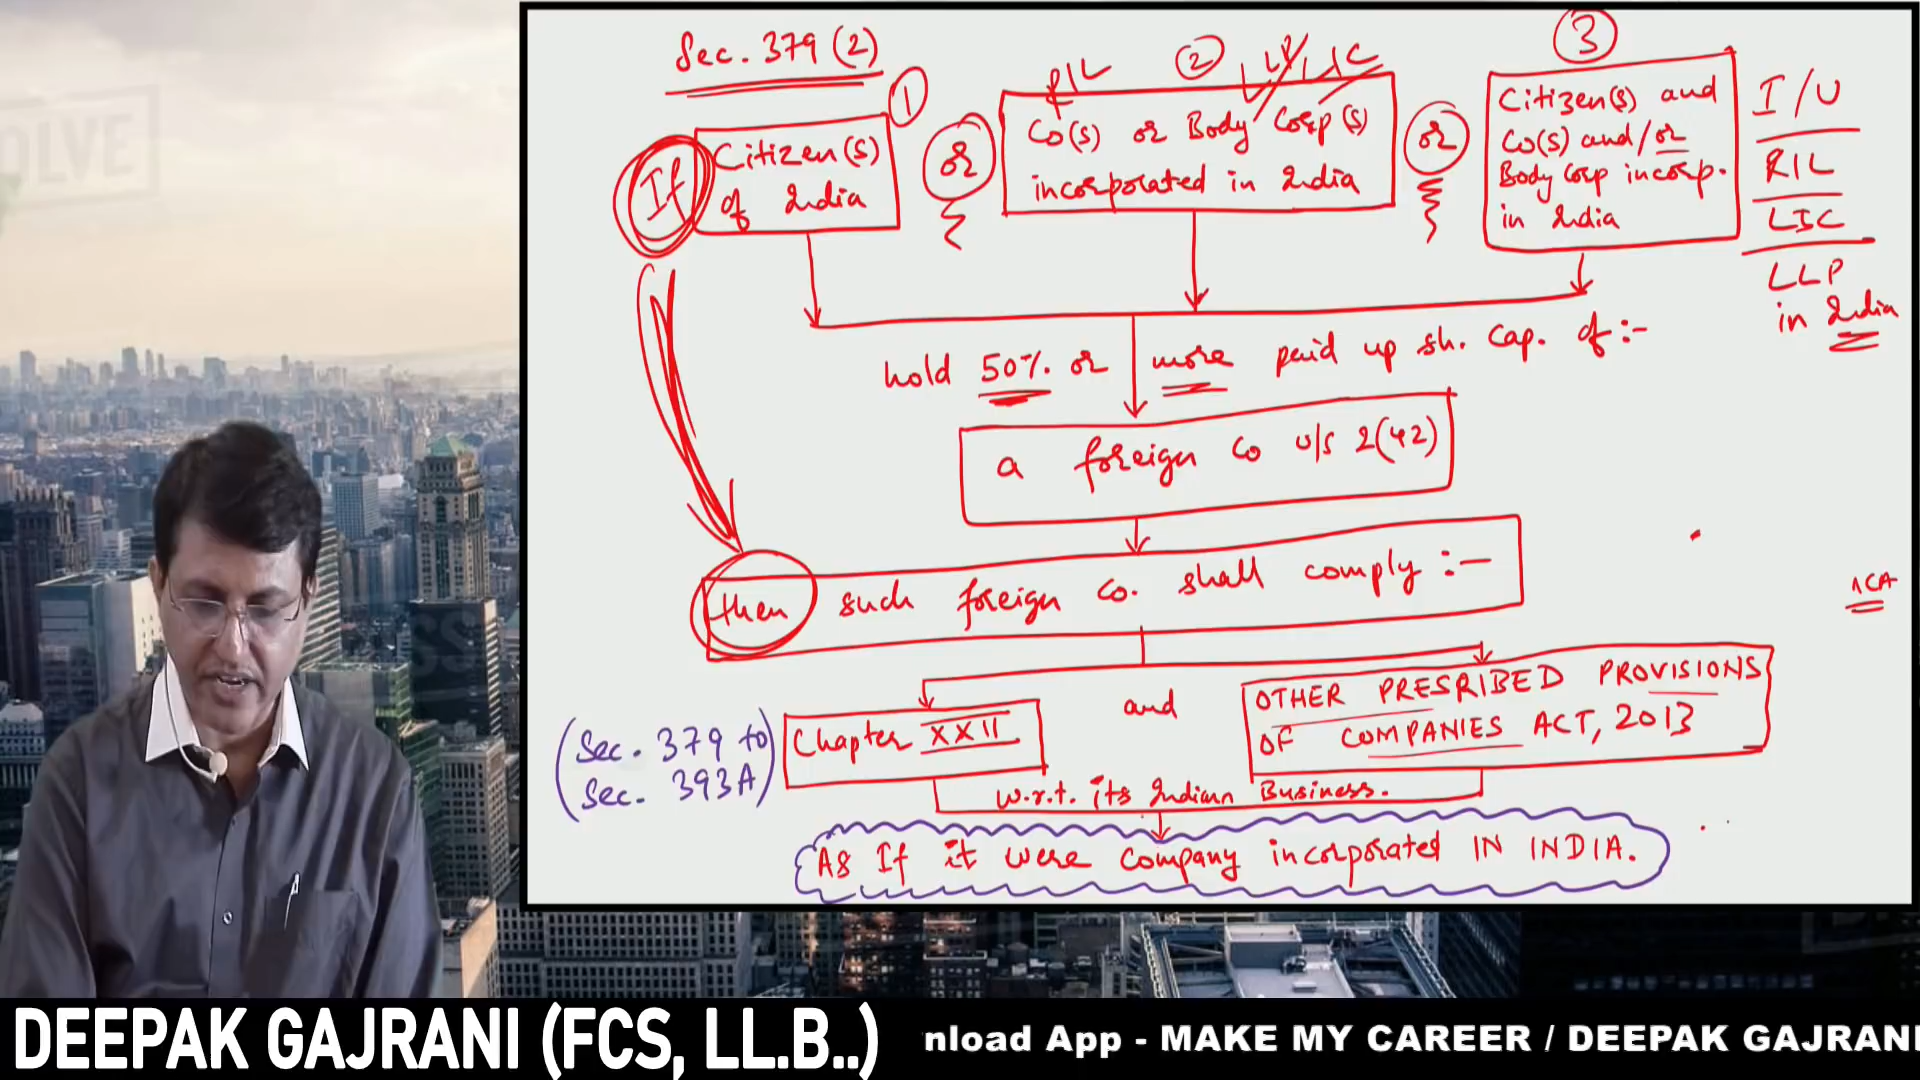 Sec. 379 (2)
1
2
3
RIL
LIC
If
Citizen(s)
of India
or
Co(s) or Body Corp (s)
incorporated in India
or
Citizen(s) and
Co(s) and/or
Body Corp incorp.
in India
I/U
RIL
LIC
LLP
in India
hold 50% or more paid up sh. cap. of :-
a foreign Co u/s 2(42)
then such foreign co. shall comply :-
1CA
(Sec. 379 to
Sec. 393A)
Chapter XXII
and
OTHER PRESRIBED PROVISIONS
OF COMPANIES ACT, 2013
w.r.t. its Indian Business.
As If it were company incorporated IN INDIA.
DEEPAK GAJRANI (FCS, LL.B..)
nload App - MAKE MY CAREER / DEEPAK GAJRANI
OLVE